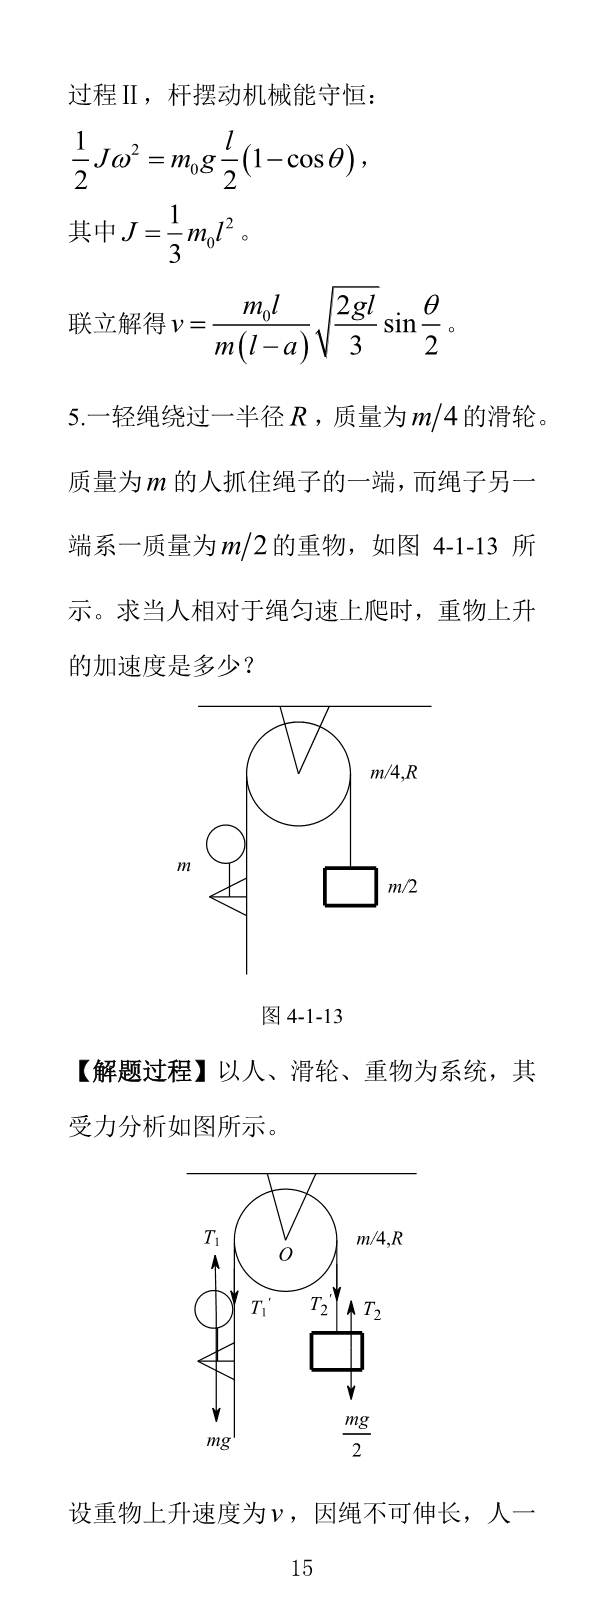 过程Ⅱ，杆摆动机械能守恒：
$\frac{1}{2}J\omega^2 = m_0 g\frac{l}{2}(1-\cos\theta)$，
其中 $J = \frac{1}{3}m_0 l^2$。
联立解得 $v = \frac{m_0 l}{m(l-a)}\sqrt{\frac{2gl}{3}}\sin\frac{\theta}{2}$。
5.一轻绳绕过一半径 R，质量为 m/4 的滑轮。
质量为 m 的人抓住绳子的一端，而绳子另一
端系一质量为 m/2 的重物，如图 4-1-13 所
示。求当人相对于绳匀速上爬时，重物上升
的加速度是多少？
m/4,R
m
m/2
图 4-1-13
【解题过程】以人、滑轮、重物为系统，其
受力分析如图所示。
T₁
O
m/4,R
T₁'
T₂'
T₂
mg
$\frac{mg}{2}$
设重物上升速度为 v，因绳不可伸长，人一
15